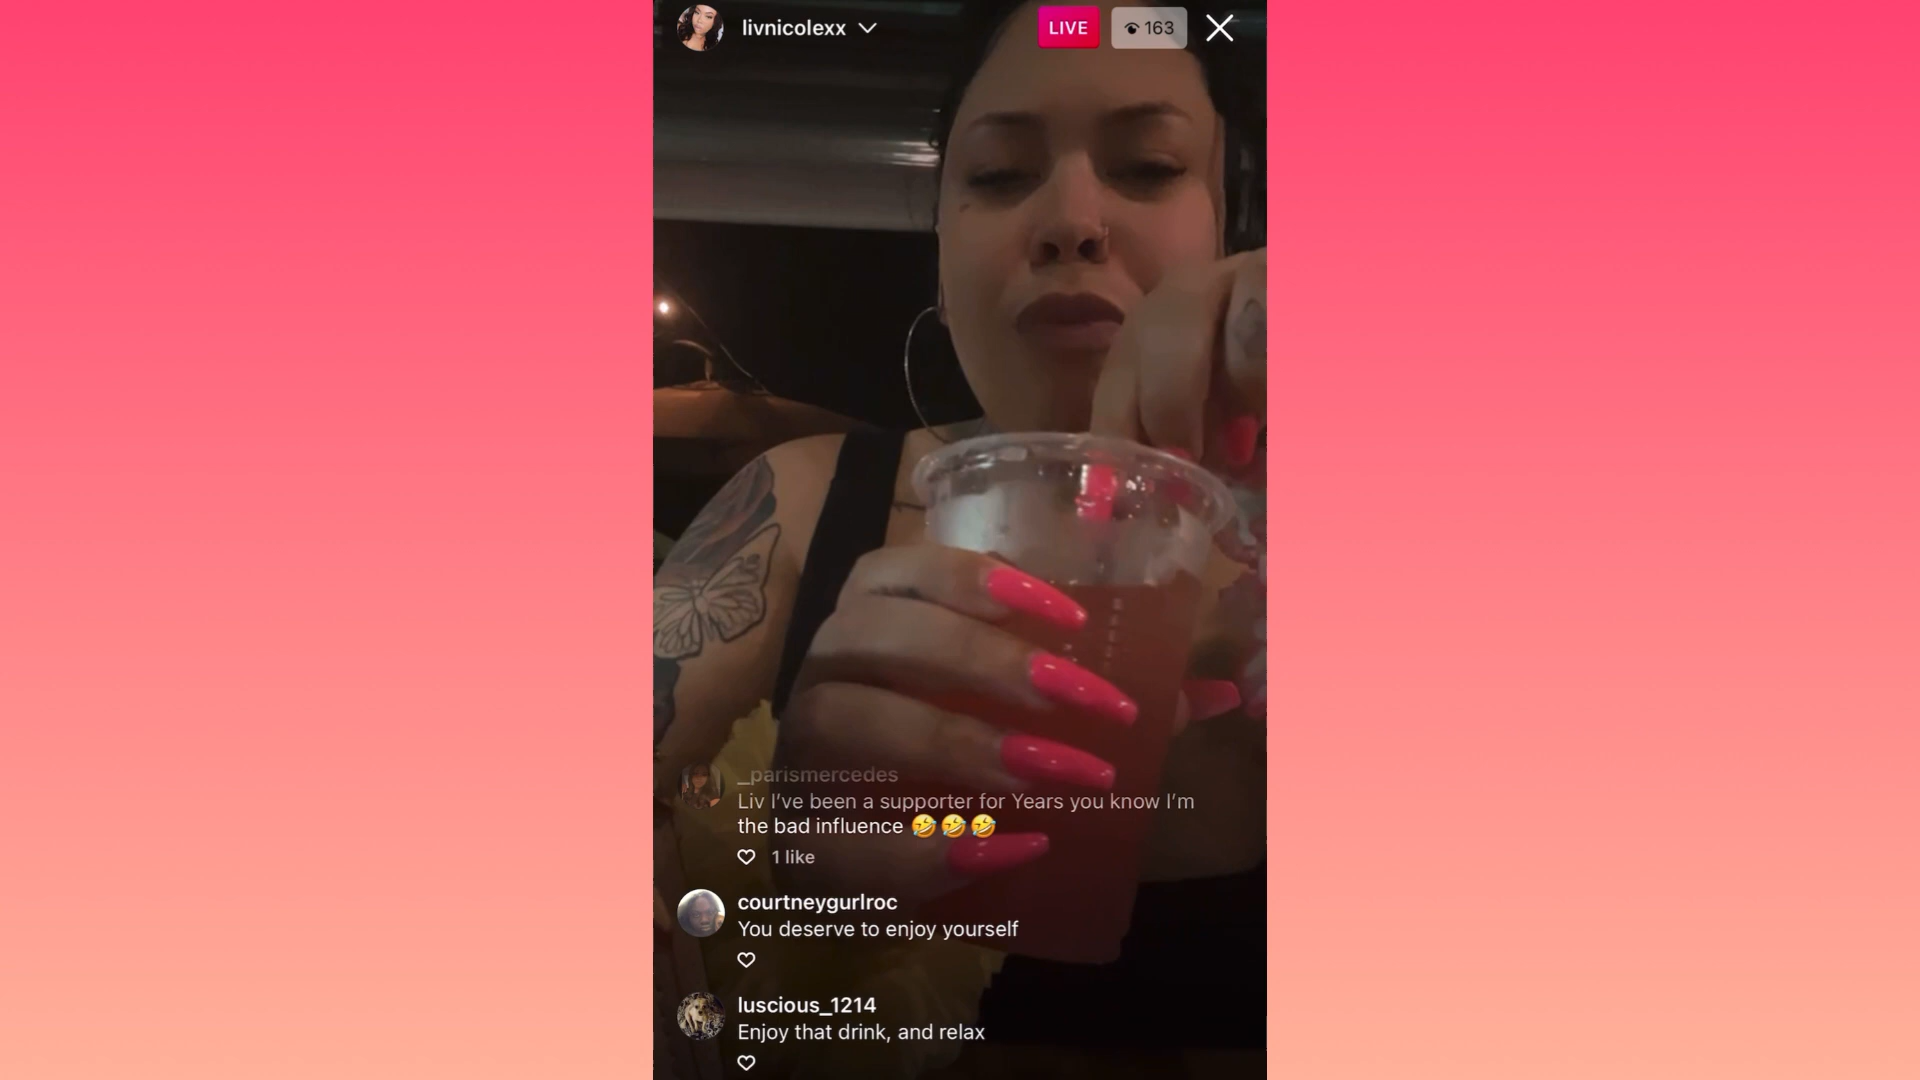 livnicolexx
LIVE
163
_parismercedes
Liv I’ve been a supporter for Years you know I’m
the bad influence 🤣🤣🤣
1 like
courtneygurlroc
You deserve to enjoy yourself
luscious_1214
Enjoy that drink, and relax